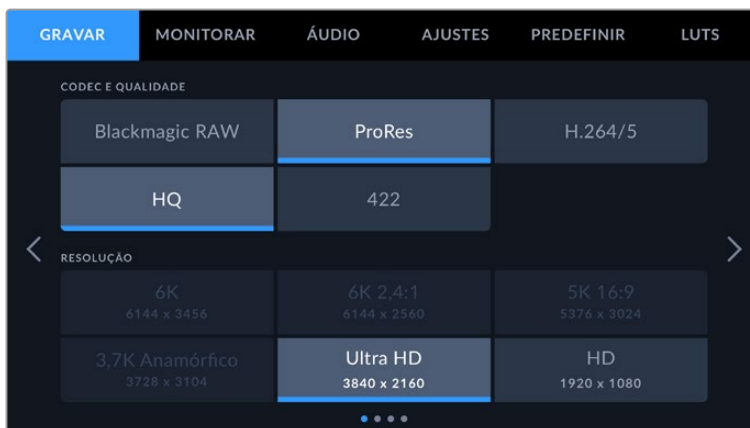 GRAVAR MONITORAR ÁUDIO AJUSTES PREDEFINIR LUTS
CODEC E QUALIDADE
Blackmagic RAW ProRes H.264/5
HQ 422
RESOLUÇÃO
6K 6K 2,4:1 5K 16:9
6144 x 3456 6144 x 2560 5376 x 3024
3,7K Anamórfico Ultra HD HD
3728 x 3104 3840 x 2160 1920 x 1080